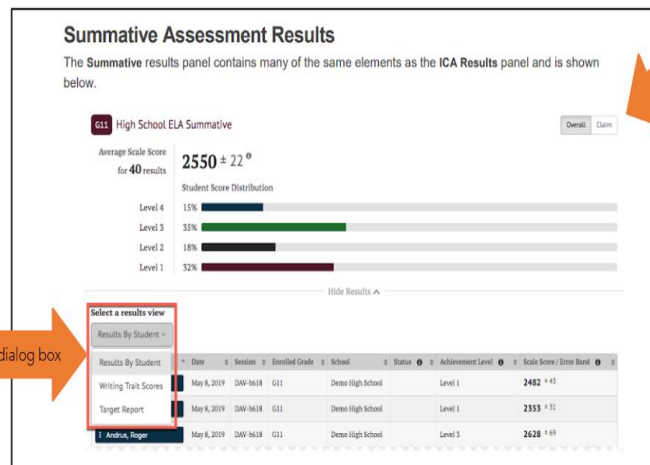 Summative Assessment Results
The Summative results panel contains many of the same elements as the ICA Results panel and is shown
below.
G11 High School ELA Summative
Overall Claim
Average Scale Score
for 40 results
2550 ± 22
Student Score Distribution
Level 4 15%
Level 3 35%
Level 2 18%
Level 1 32%
Hide Results
Select a results view
Results By Student
dialog box
Results By Student
Writing Trait Scores
Target Report
Date Session Enrolled Grade School Status Achievement Level Scale Score / Error Band
May 8, 2019 DAV-b618 G11 Demo High School Level 1 2482 ± 43
May 8, 2019 DAV-b618 G11 Demo High School Level 1 2353 ± 31
Andrus, Roger May 8, 2019 DAV-b618 G11 Demo High School Level 3 2628 ± 69